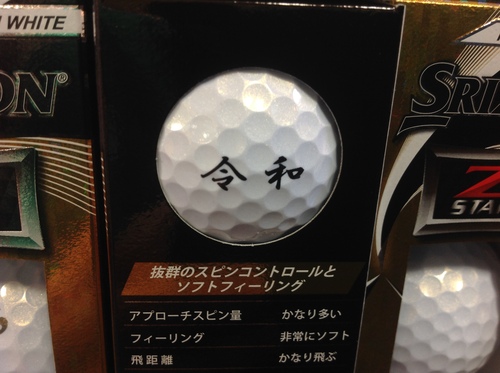 WHITE
ON®
SRI
令和
Z
STA
抜群のスピンコントロールと
ソフトフィーリング
アプローチスピン量 かなり多い
フィーリング 非常にソフト
飛距離 かなり飛ぶ